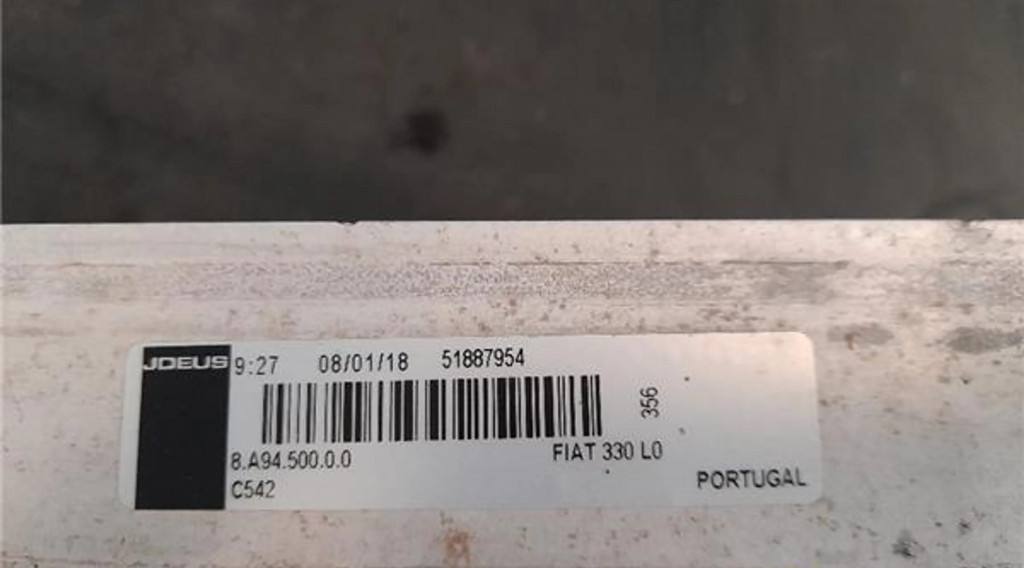 JDEUS 9:27 08/01/18 51887954
356
8.A94.500.0.0 FIAT 330 L0
C542
PORTUGAL